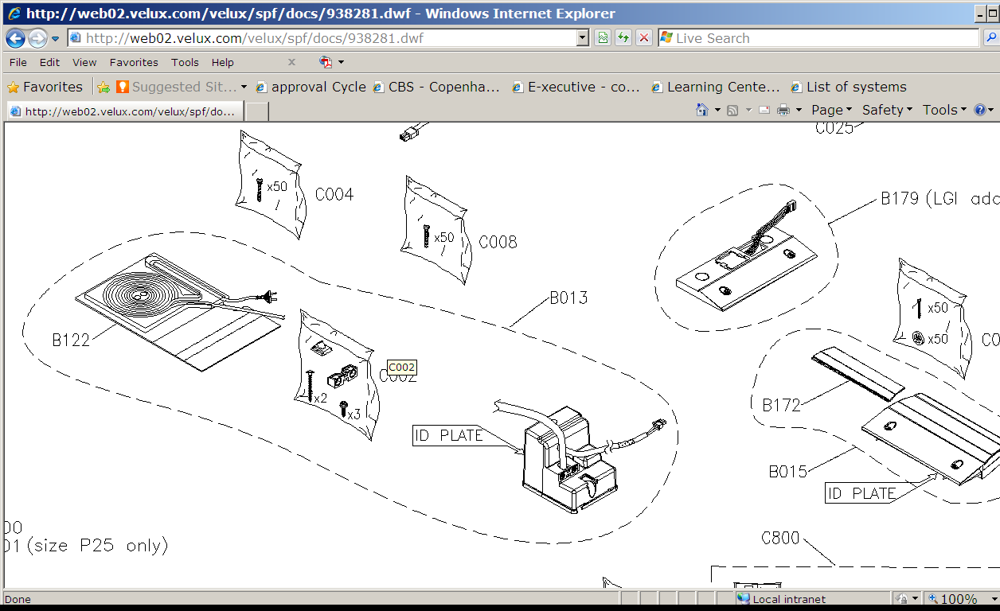 http://web02.velux.com/velux/spf/docs/938281.dwf - Windows Internet Explorer
http://web02.velux.com/velux/spf/docs/938281.dwf
Live Search
File Edit View Favorites Tools Help x
Favorites Suggested Sit... approval Cycle CBS - Copenha... E-xecutive - co... Learning Cente... List of systems
http://web02.velux.com/velux/spf/do...
Page Safety Tools
C025
x50
C004
x50
C008
B179 (LGI
x50
x50
B013
B122
C002
C002
x2
x3
B172
ID PLATE
B015
ID PLATE
(size P25 only)
C800
Done
Local intranet
100%